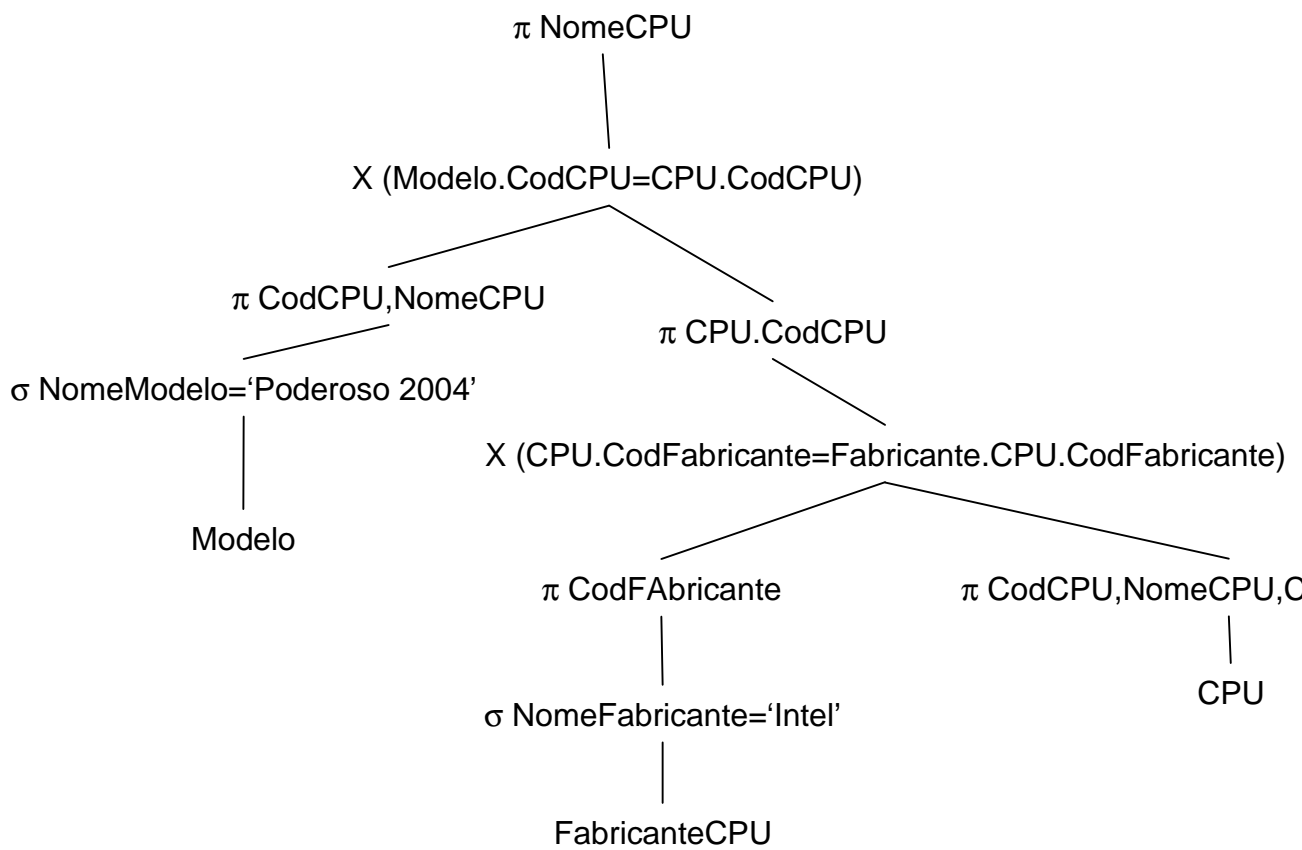 π NomeCPU
X (Modelo.CodCPU=CPU.CodCPU)
π CodCPU,NomeCPU
π CPU.CodCPU
σ NomeModelo=‘Poderoso 2004’
X (CPU.CodFabricante=Fabricante.CPU.CodFabricante)
Modelo
π CodFAbricante
π CodCPU,NomeCPU,C
σ NomeFabricante=‘Intel’
CPU
FabricanteCPU